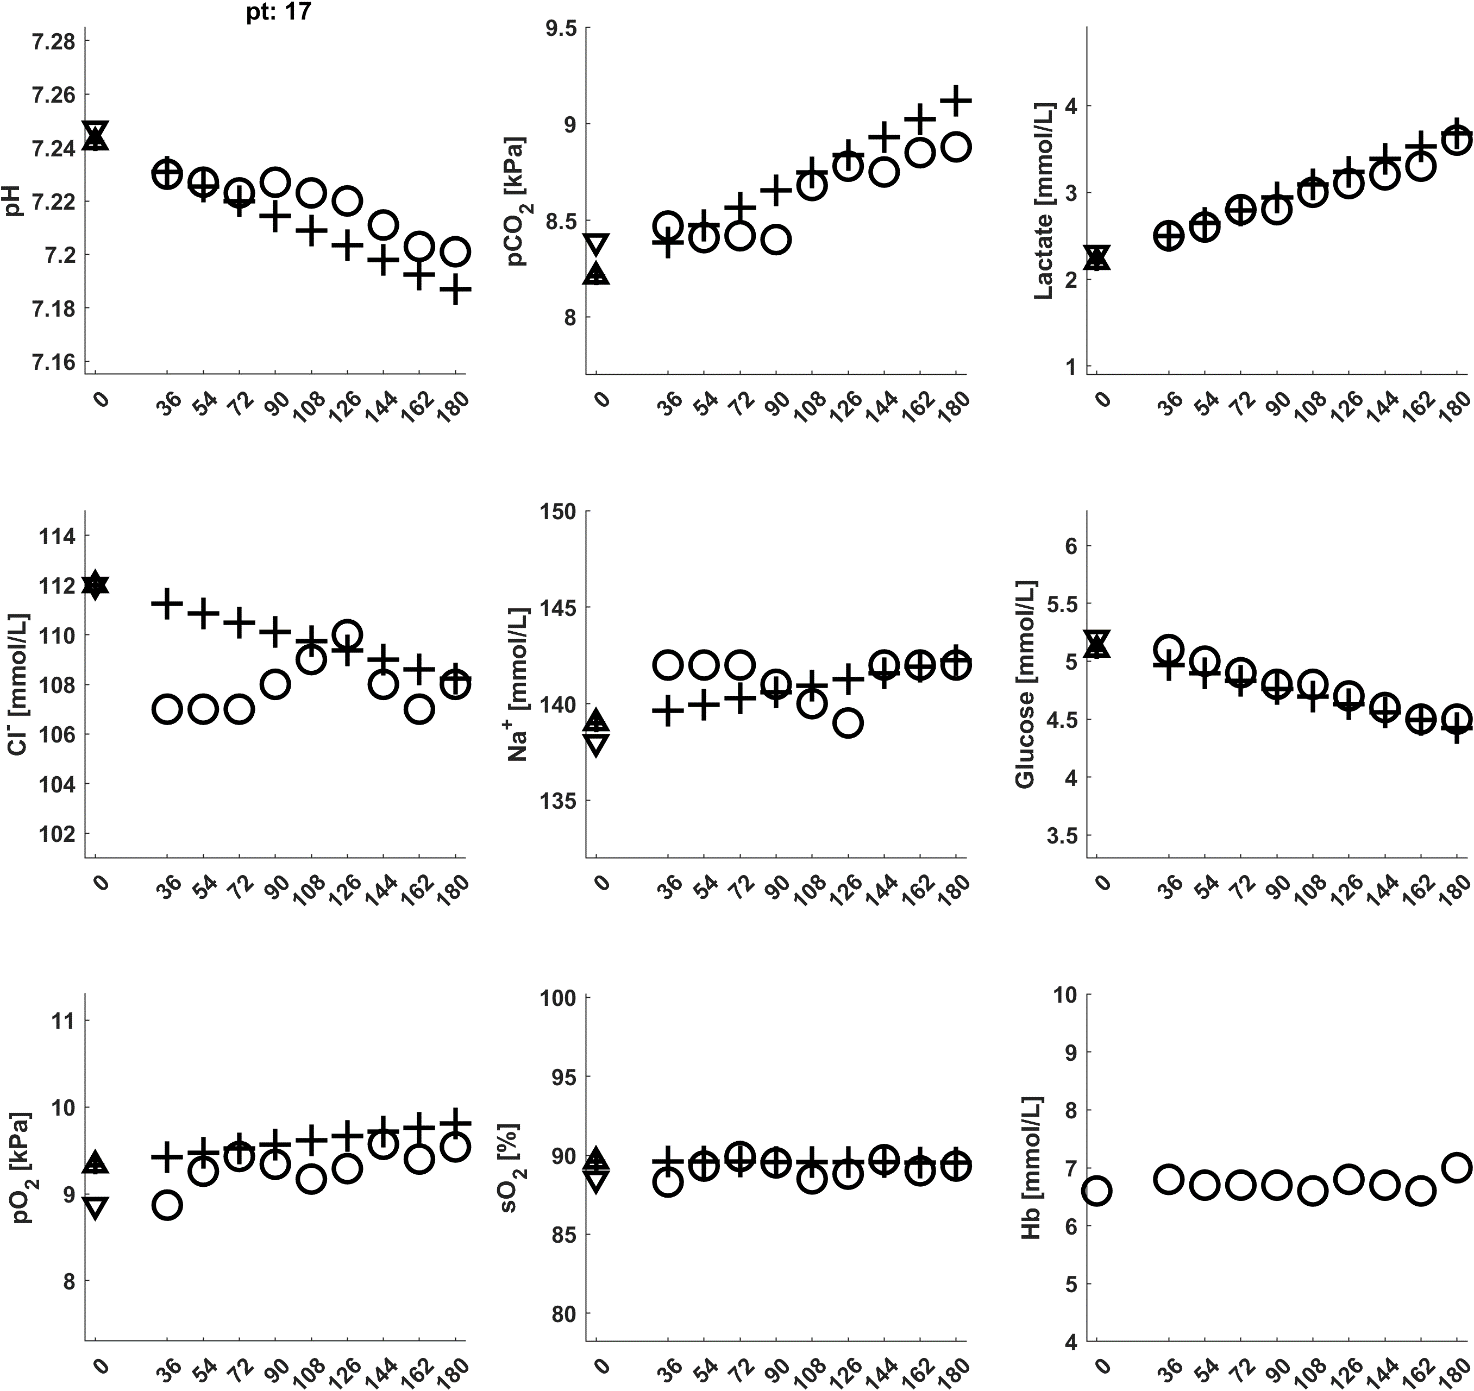 pt: 17
7.28
7.26
7.24
7.22
7.2
7.18
7.16
pH
0 36 54 72 90 108 126 144 162 180
9.5
9
8.5
8
pCO2 [kPa]
0 36 54 72 90 108 126 144 162 180
4
3
2
1
Lactate [mmol/L]
0 36 54 72 90 108 126 144 162 180
114
112
110
108
106
104
102
Cl- [mmol/L]
0 36 54 72 90 108 126 144 162 180
150
145
140
135
Na+ [mmol/L]
0 36 54 72 90 108 126 144 162 180
6
5.5
5
4.5
4
3.5
Glucose [mmol/L]
0 36 54 72 90 108 126 144 162 180
11
10
9
8
pO2 [kPa]
0 36 54 72 90 108 126 144 162 180
100
95
90
85
80
sO2 [%]
0 36 54 72 90 108 126 144 162 180
10
9
8
7
6
5
4
Hb [mmol/L]
0 36 54 72 90 108 126 144 162 180